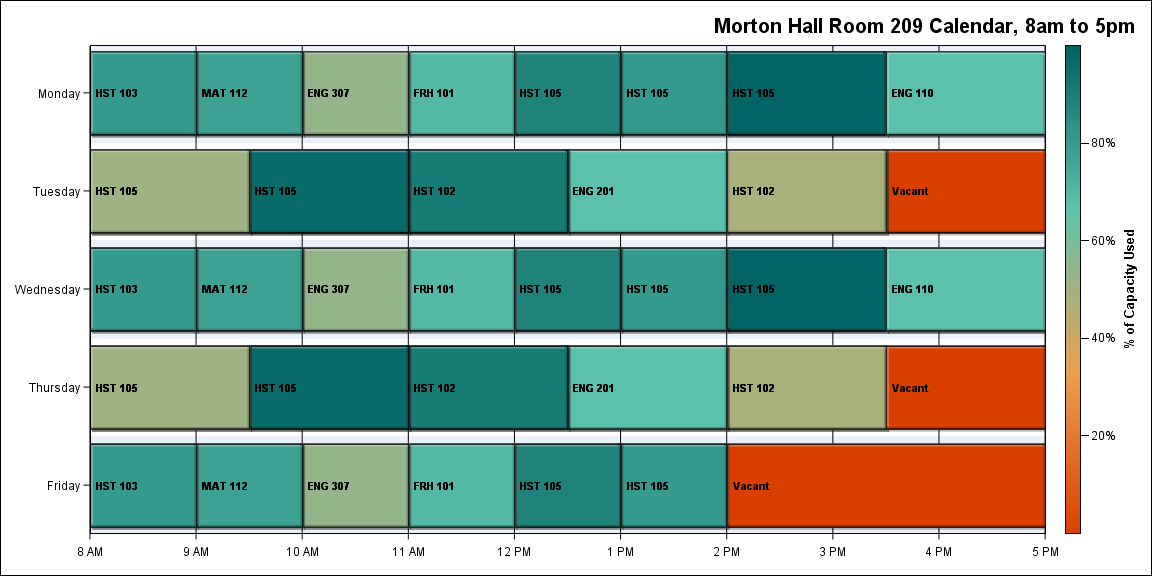 Morton Hall Room 209 Calendar, 8am to 5pm
Monday
HST 103
MAT 112
ENG 307
FRH 101
HST 105
HST 105
HST 105
ENG 110
Tuesday
HST 105
HST 105
HST 102
ENG 201
HST 102
Vacant
Wednesday
HST 103
MAT 112
ENG 307
FRH 101
HST 105
HST 105
HST 105
ENG 110
Thursday
HST 105
HST 105
HST 102
ENG 201
HST 102
Vacant
Friday
HST 103
MAT 112
ENG 307
FRH 101
HST 105
HST 105
Vacant
8 AM
9 AM
10 AM
11 AM
12 PM
1 PM
2 PM
3 PM
4 PM
5 PM
80%
60%
40%
20%
% of Capacity Used